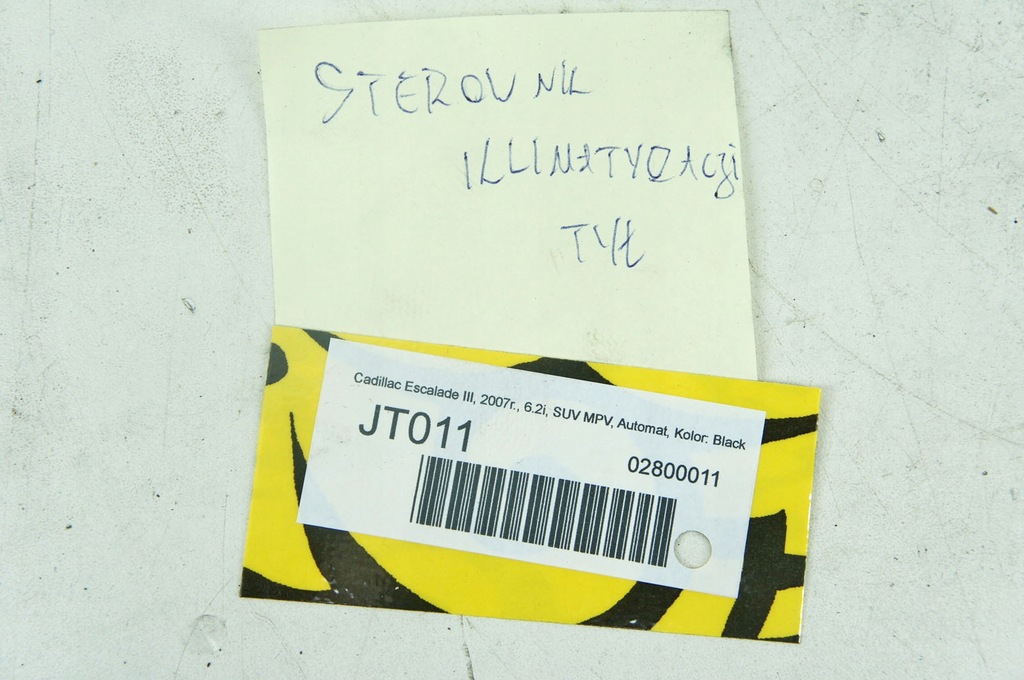 STEROWNIK
KLIMATYZACJI
TYŁ
Cadillac Escalade III, 2007r., 6.2i, SUV MPV, Automat, Kolor: Black
JT011
02800011